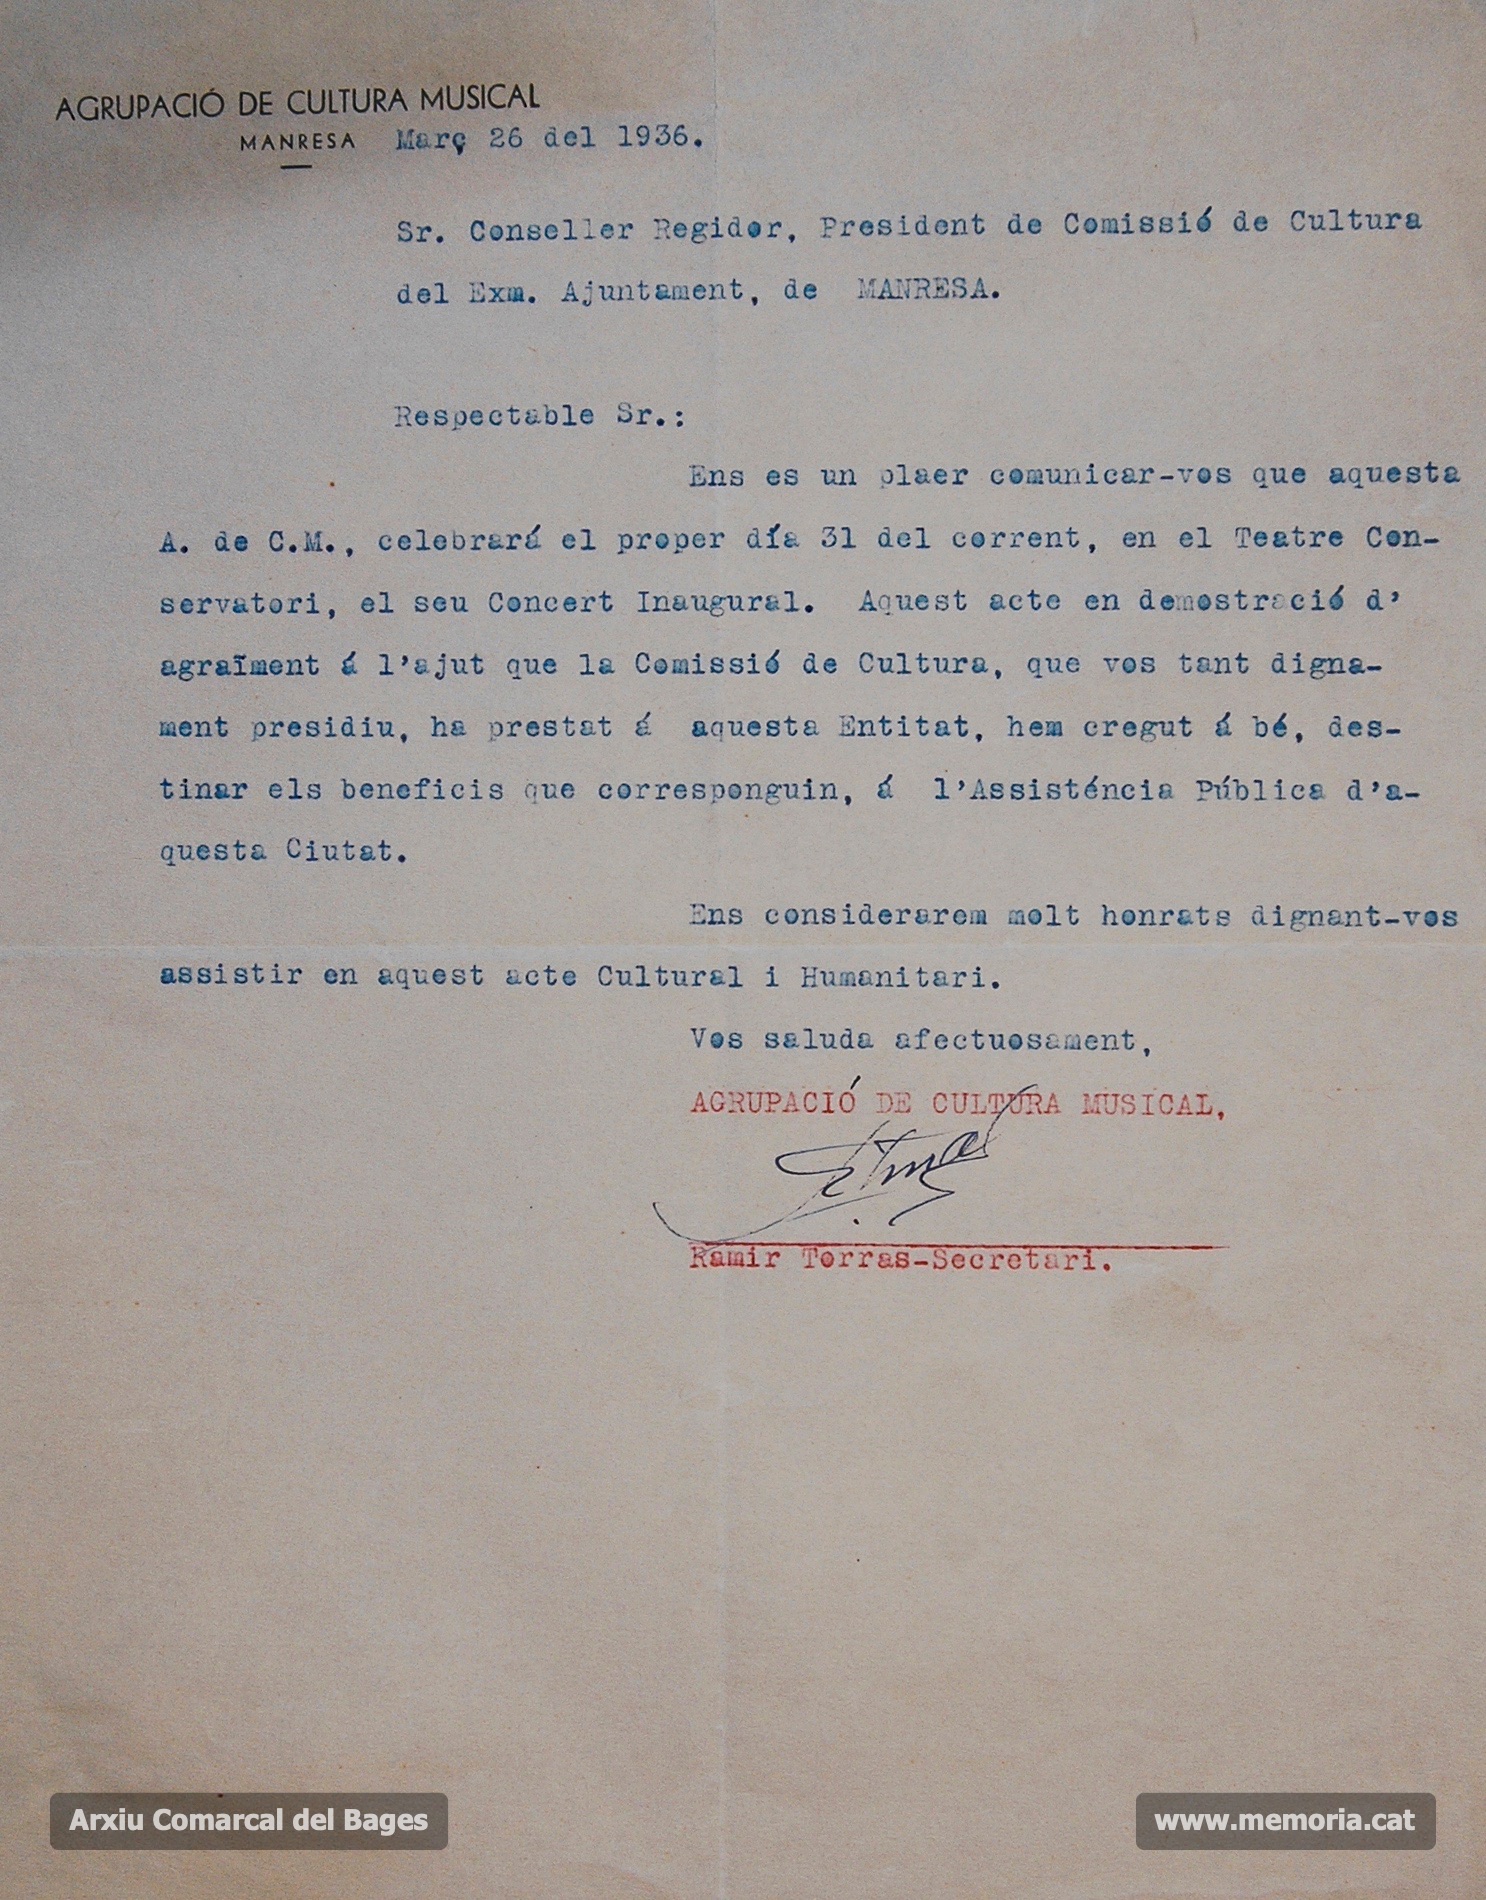 AGRUPACIÓ DE CULTURA MUSICAL
MANRESA Març 26 del 1936.
Sr. Conseller Regidor, President de Comissió de Cultura
del Exm. Ajuntament, de MANRESA.
Respectable Sr.:
Ens es un plaer comunicar-vos que aquesta
A. de C.M., celebrará el proper día 31 del corrent, en el Teatre Con-
servatori, el seu Concert Inaugural. Aquest acte en demostració d'
agraïment á l'ajut que la Comissió de Cultura, que vos tant digna-
ment presidiu, ha prestat á aquesta Entitat, hem cregut á bé, des-
tinar els beneficis que corresponguin, á l'Assisténcia Pública d'a-
questa Ciutat.
Ens considerarem molt honrats dignant-vos
assistir en aquest acte Cultural i Humanitari.
Vos saluda afectuosament,
AGRUPACIÓ DE CULTURA MUSICAL,
Ramir Torras-Secretari.
Arxiu Comarcal del Bages
www.memoria.cat